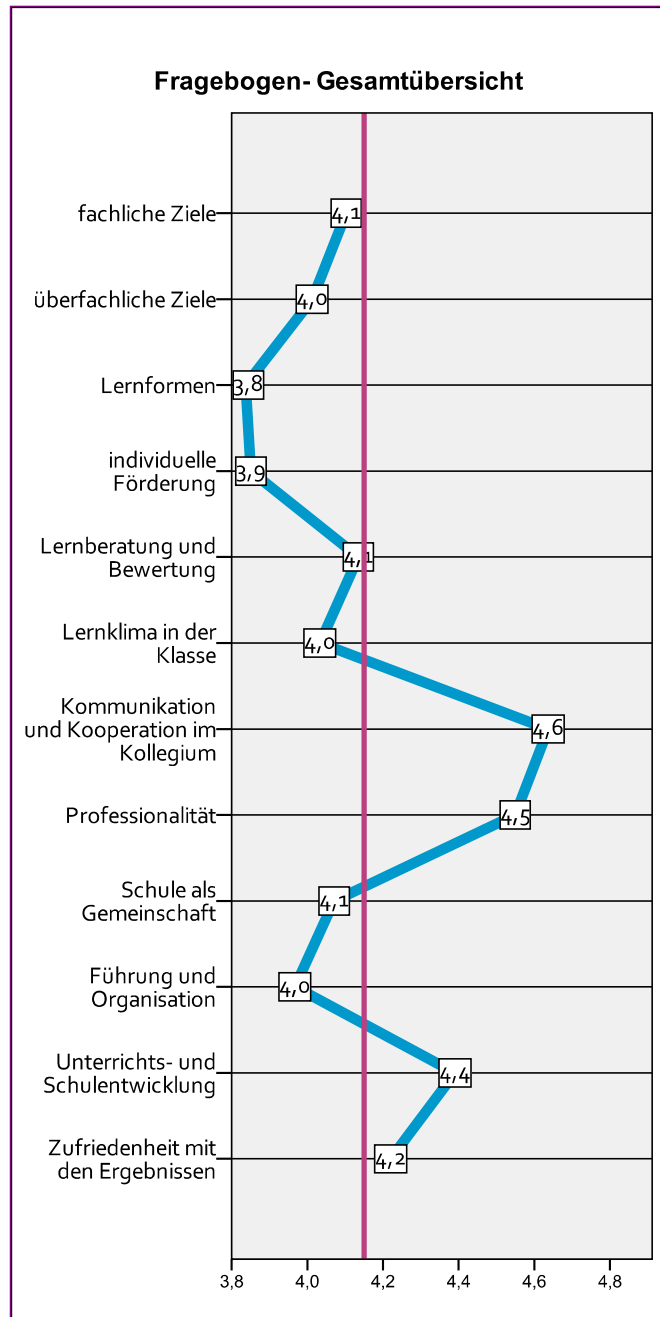 Fragebogen- Gesamtübersicht
fachliche Ziele
4,1
überfachliche Ziele
4,0
Lernformen
3,8
individuelle
Förderung
3,9
Lernberatung und
Bewertung
4,1
Lernklima in der
Klasse
4,0
Kommunikation
und Kooperation im
Kollegium
4,6
Professionalität
4,5
Schule als
Gemeinschaft
4,1
Führung und
Organisation
4,0
Unterrichts- und
Schulentwicklung
4,4
Zufriedenheit mit
den Ergebnissen
4,2
3,8 4,0 4,2 4,4 4,6 4,8